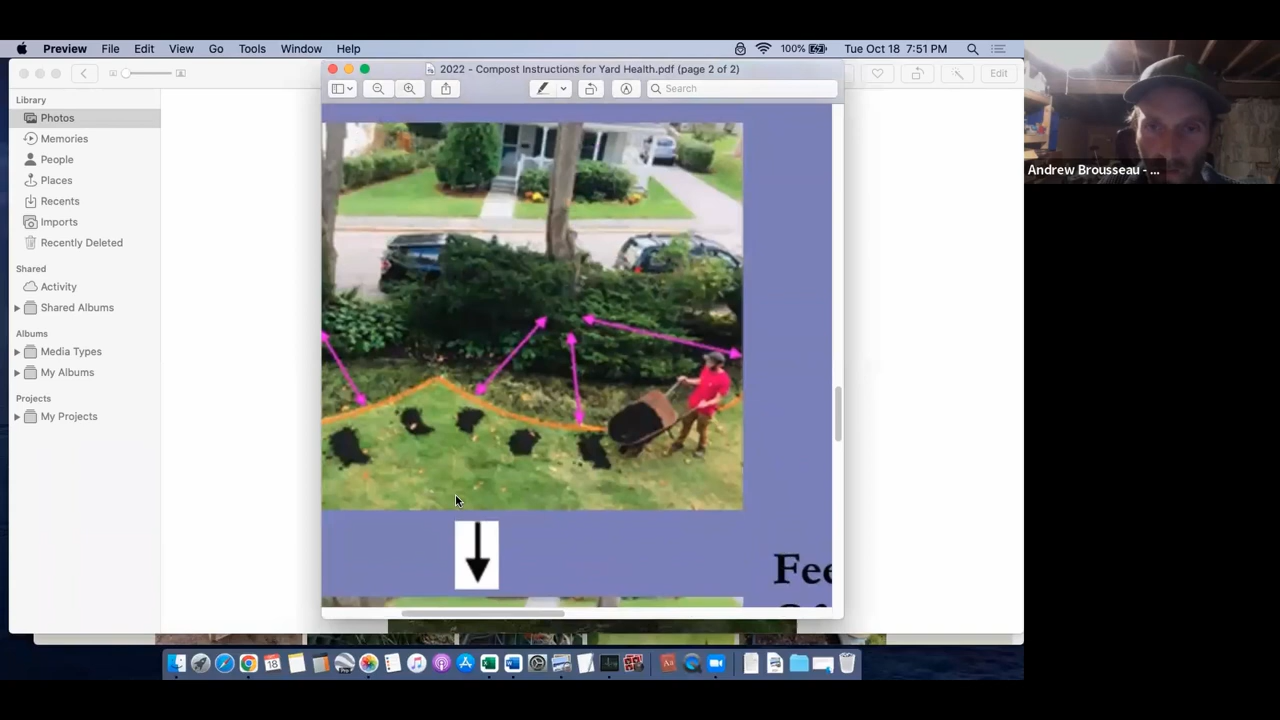 Preview File Edit View Go Tools Window Help
100% Tue Oct 18 7:51 PM
2022 - Compost Instructions for Yard Health.pdf (page 2 of 2)
Search
Edit
Library
Photos
Memories
People
Places
Recents
Imports
Recently Deleted
Shared
Activity
Shared Albums
Albums
Media Types
My Albums
Projects
My Projects
Andrew Brousseau - ...
Fee
18